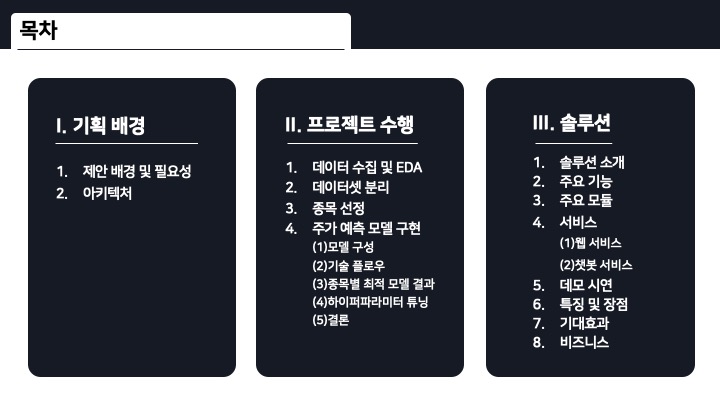 목차
I. 기획 배경
1. 제안 배경 및 필요성
2. 아키텍처
II. 프로젝트 수행
1. 데이터 수집 및 EDA
2. 데이터셋 분리
3. 종목 선정
4. 주가 예측 모델 구현
(1)모델 구성
(2)기술 플로우
(3)종목별 최적 모델 결과
(4)하이퍼파라미터 튜닝
(5)결론
III. 솔루션
1. 솔루션 소개
2. 주요 기능
3. 주요 모듈
4. 서비스
(1)웹 서비스
(2)챗봇 서비스
5. 데모 시연
6. 특징 및 장점
7. 기대효과
8. 비즈니스